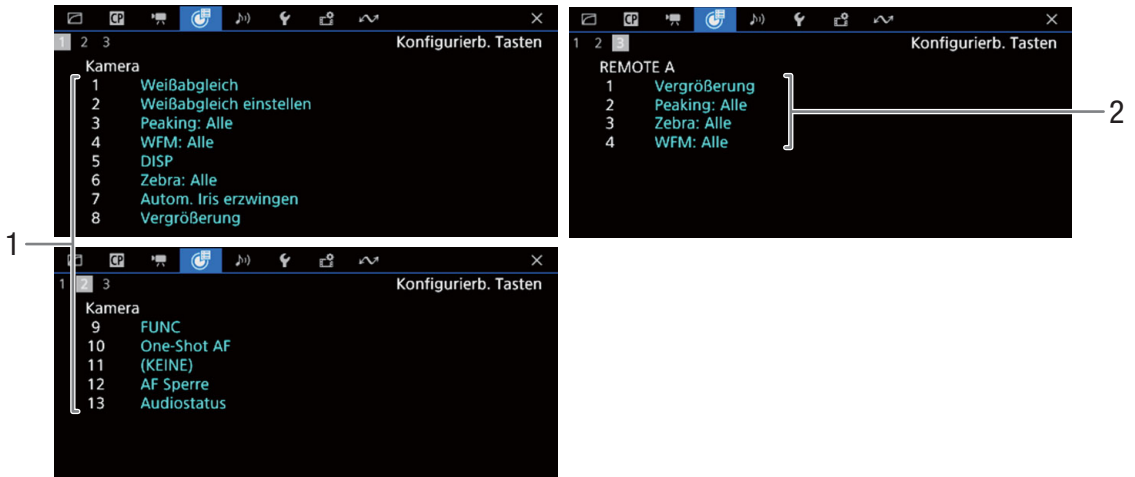 CP
1 2 3 Konfigurierb. Tasten
Kamera
1 Weißabgleich
2 Weißabgleich einstellen
3 Peaking: Alle
4 WFM: Alle
5 DISP
6 Zebra: Alle
7 Autom. Iris erzwingen
8 Vergrößerung
1
CP
1 2 3 Konfigurierb. Tasten
Kamera
9 FUNC
10 One-Shot AF
11 (KEINE)
12 AF Sperre
13 Audiostatus
CP
1 2 3 Konfigurierb. Tasten
REMOTE A
1 Vergrößerung
2 Peaking: Alle
3 Zebra: Alle
4 WFM: Alle
2